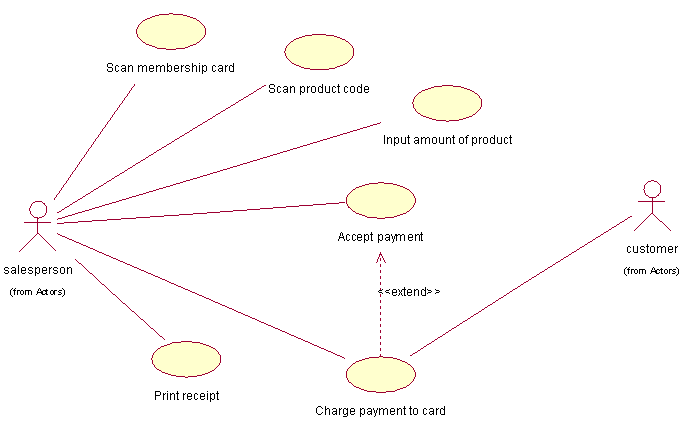 Scan membership card
Scan product code
Input amount of product
Accept payment
salesperson
(from Actors)
customer
(from Actors)
<<extend>>
Print receipt
Charge payment to card